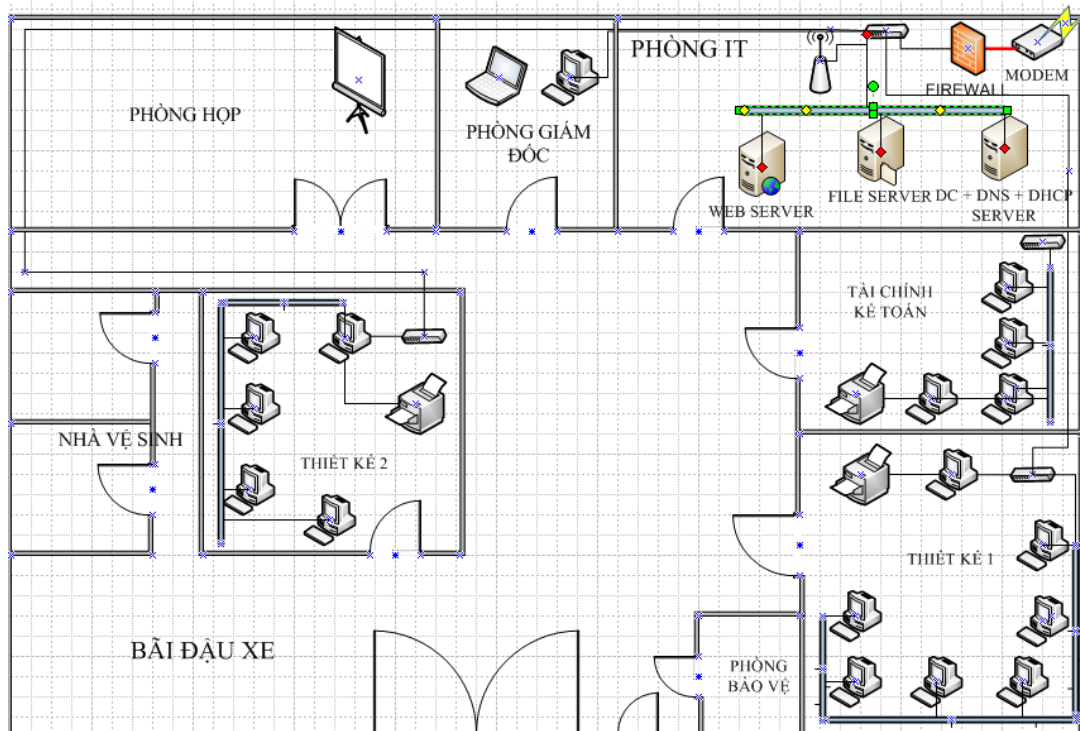 PHÒNG HỌP
PHÒNG GIÁM
ĐỐC
PHÒNG IT
FIREWALL
MODEM
WEB SERVER
FILE SERVER
DC + DNS + DHCP
SERVER
TÀI CHÍNH
KẾ TOÁN
NHÀ VỆ SINH
THIẾT KẾ 2
THIẾT KẾ 1
BÃI ĐẬU XE
PHÒNG
BẢO VỆ